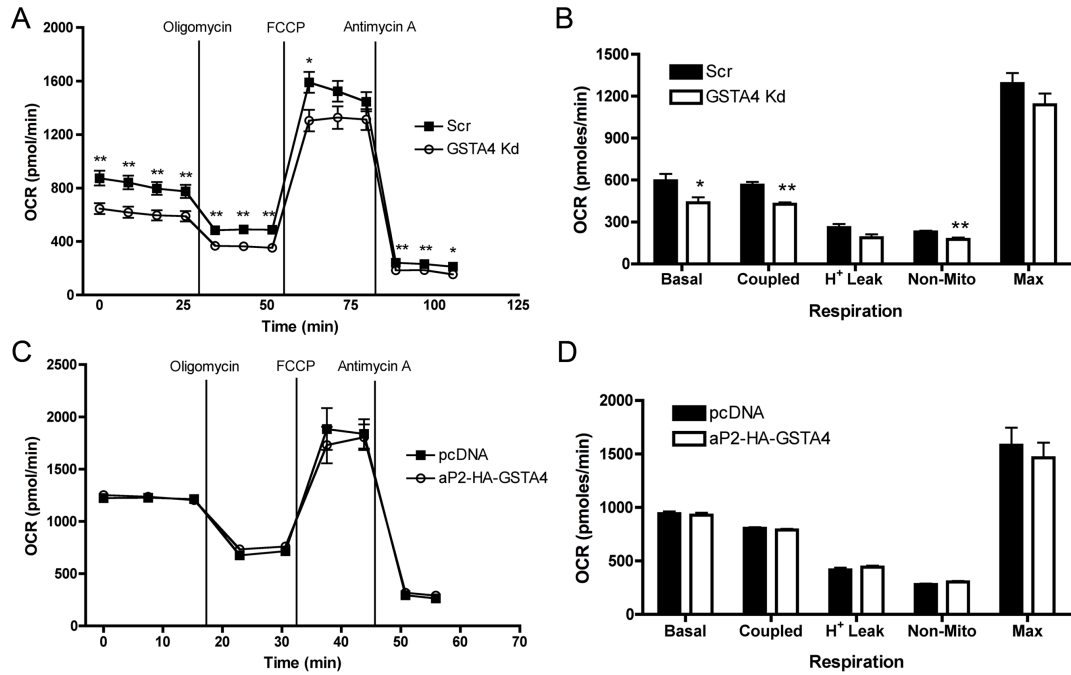 A
Oligomycin FCCP Antimycin A
2000
1600
1200
800
400
0
OCR (pmol/min)
** ** ** **
** ** **
*
** ** *
Scr
GSTA4 Kd
0 25 50 75 100 125
Time (min)
B
1500
1200
900
600
300
0
OCR (pmoles/min)
Scr
GSTA4 Kd
* ** **
Basal Coupled H+ Leak Non-Mito Max
Respiration
C
Oligomycin FCCP Antimycin A
2500
2000
1500
1000
500
0
OCR (pmol/min)
pcDNA
aP2-HA-GSTA4
0 10 20 30 40 50 60 70
Time (min)
D
2000
1500
1000
500
0
OCR (pmoles/min)
pcDNA
aP2-HA-GSTA4
Basal Coupled H+ Leak Non-Mito Max
Respiration